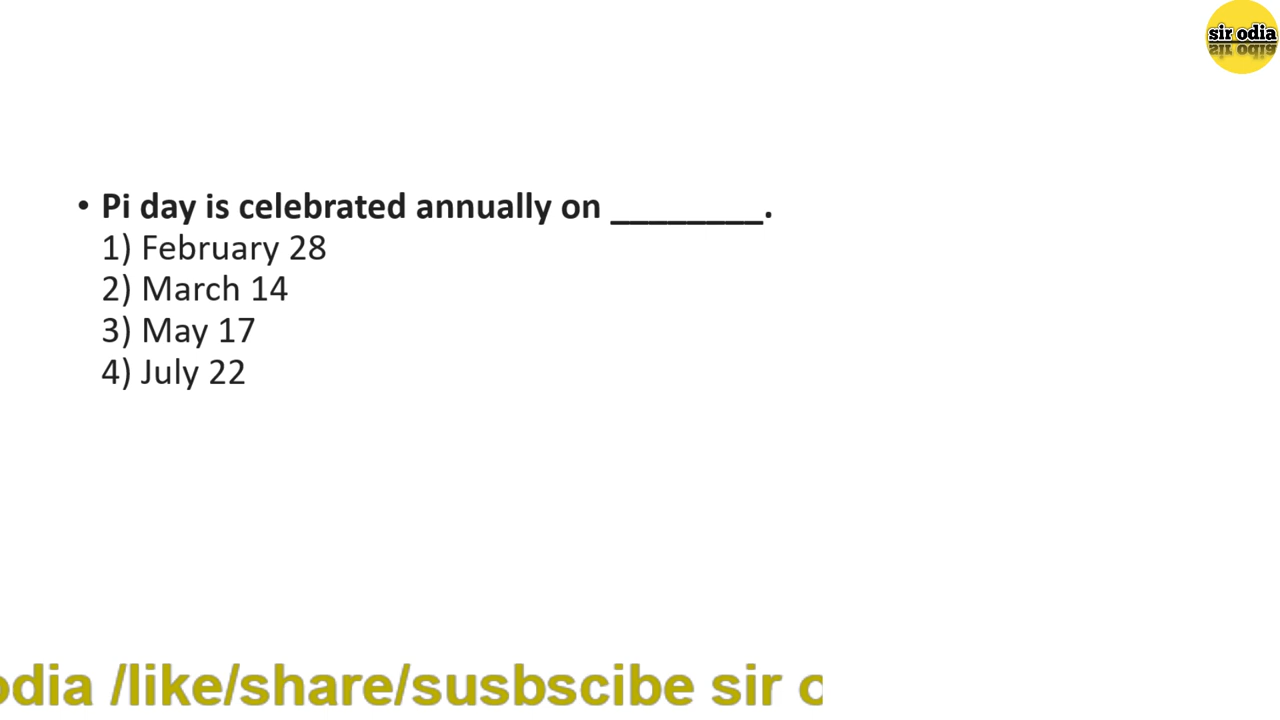 sir odia
• Pi day is celebrated annually on ________.
1) February 28
2) March 14
3) May 17
4) July 22
odia /like/share/susbscibe sir o